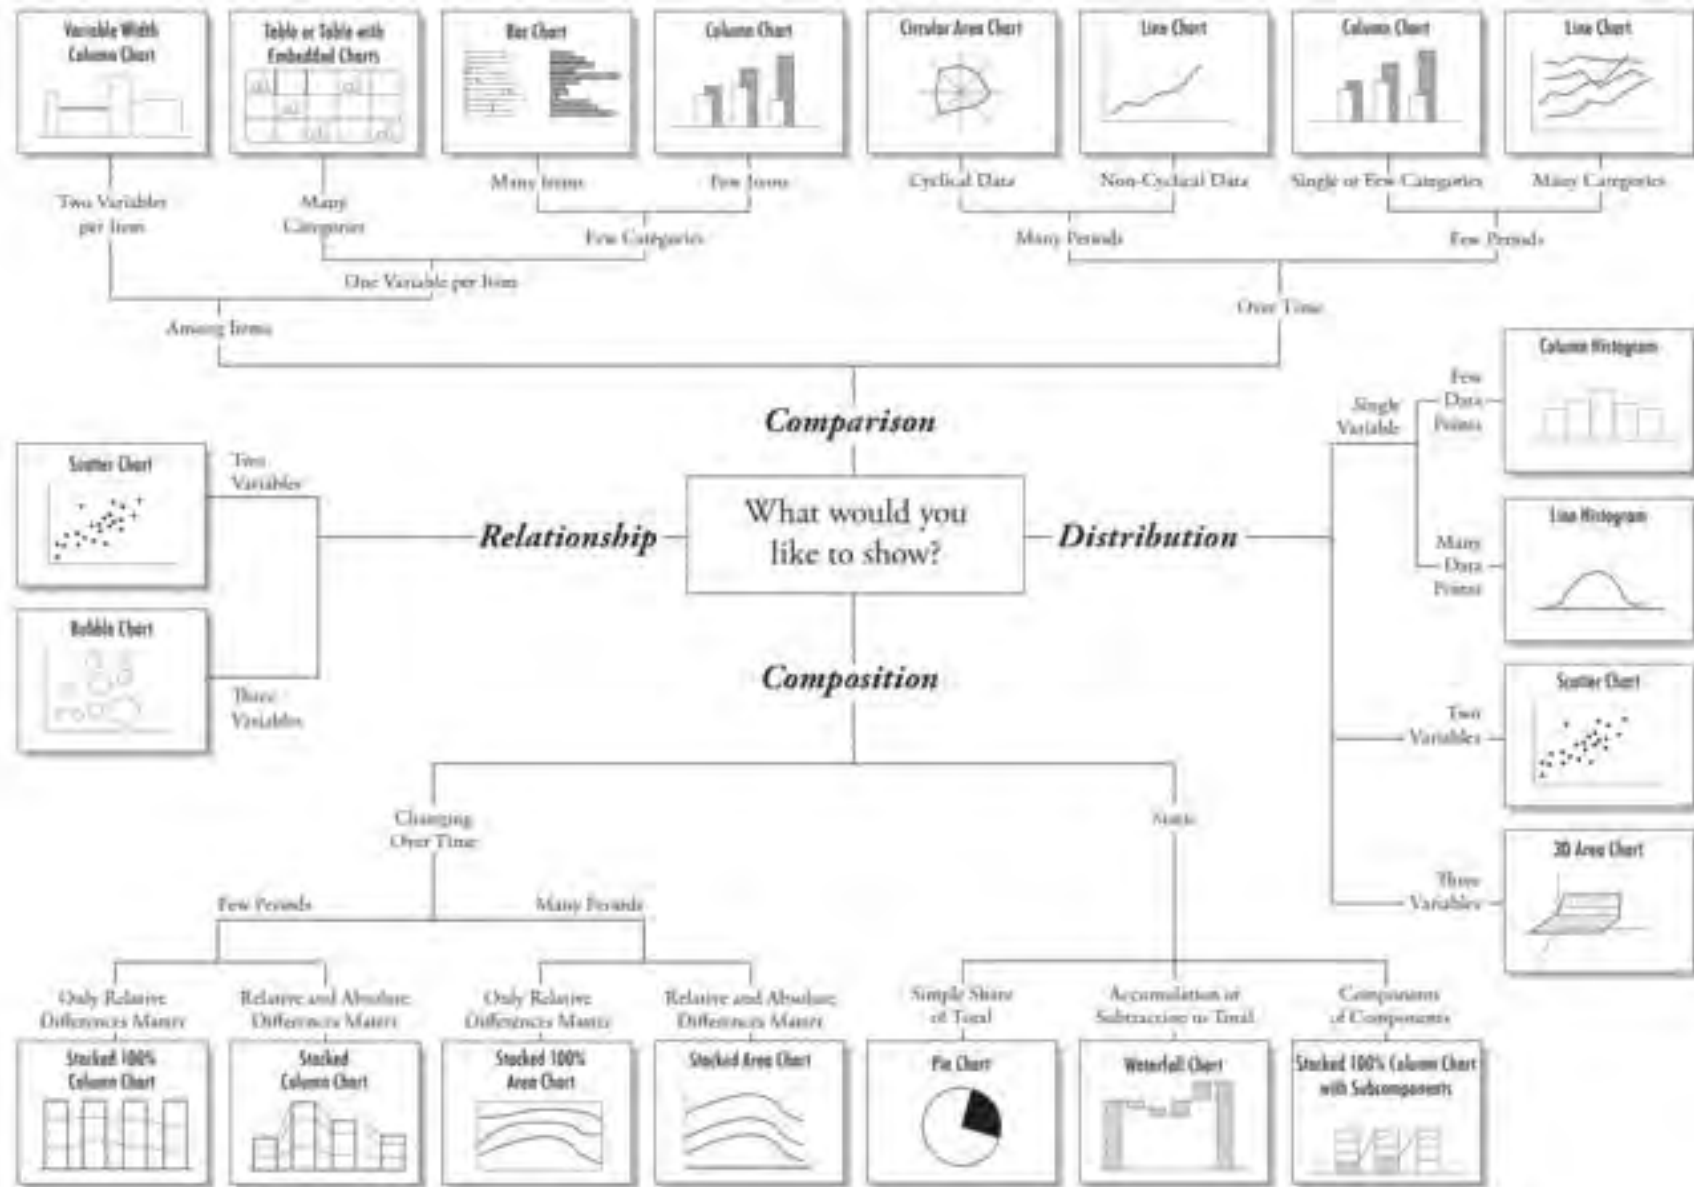 Variable Width
Column Chart
Table or Table with
Embedded Charts
Bar Chart
Column Chart
Circular Area Chart
Line Chart
Column Chart
Line Chart
Two Variables
per Item
Many
Categories
Many Items
Few Items
Cyclical Data
Non-Cyclical Data
Single or Few Categories
Many Categories
Few Categories
Many Periods
Few Periods
One Variable per Item
Among Items
Over Time
Comparison
Relationship
What would you
like to show?
Distribution
Composition
Scatter Chart
Two
Variables
Bubble Chart
Three
Variables
Single
Variable
Few
Data
Points
Column Histogram
Many
Data
Points
Line Histogram
Two
Variables
Scatter Chart
Three
Variables
3D Area Chart
Changing
Over Time
Static
Few Periods
Many Periods
Only Relative
Differences Matter
Relative and Absolute
Differences Matter
Only Relative
Differences Matter
Relative and Absolute
Differences Matter
Simple Share
of Total
Accumulation or
Subtraction to Total
Components
of Components
Stacked 100%
Column Chart
Stacked
Column Chart
Stacked 100%
Area Chart
Stacked Area Chart
Pie Chart
Waterfall Chart
Stacked 100% Column Chart
with Subcomponents